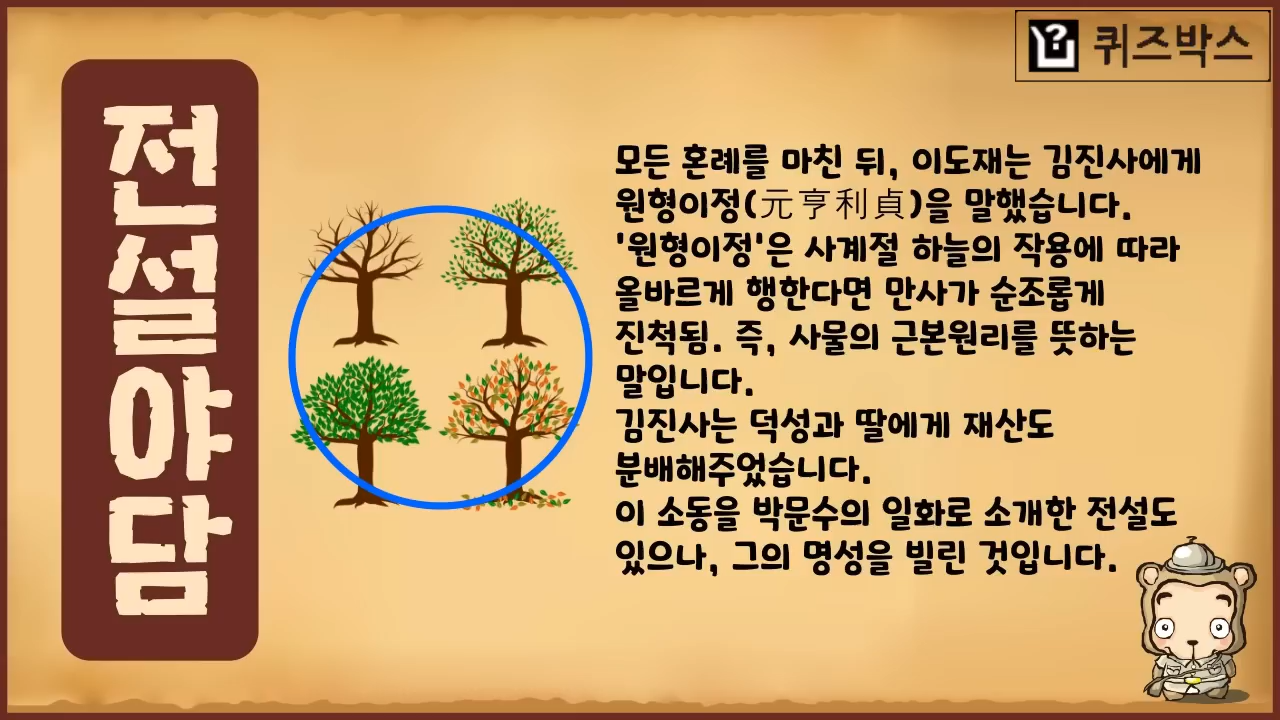 퀴즈박스
전설야담
모든 혼례를 마친 뒤, 이도재는 김진사에게
원형이정(元亨利貞)을 말했습니다.
'원형이정'은 사계절 하늘의 작용에 따라
올바르게 행한다면 만사가 순조롭게
진척됨. 즉, 사물의 근본원리를 뜻하는
말입니다.
김진사는 덕성과 딸에게 재산도
분배해주었습니다.
이 소동을 박문수의 일화로 소개한 전설도
있으나, 그의 명성을 빌린 것입니다.